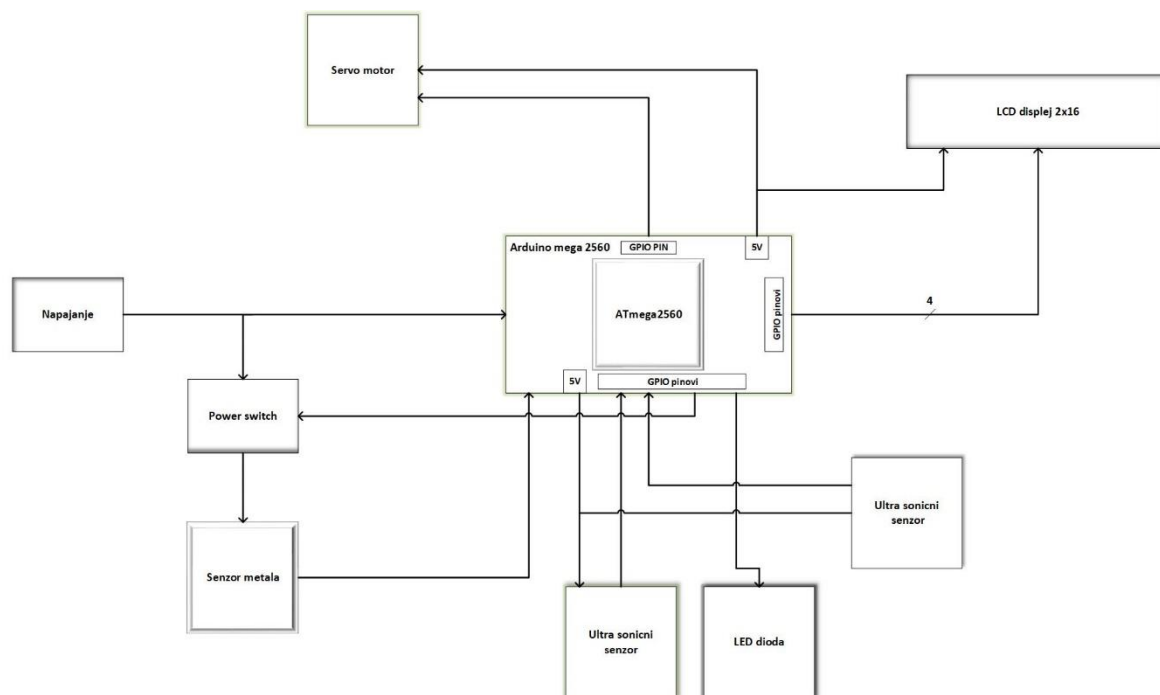 Servo motor
LCD displej 2x16
Arduino mega 2560
GPIO PIN
5V
Napajanje
ATmega2560
GPIO pinovi
4
5V
GPIO pinovi
Power switch
Ultra sonicni
senzor
Senzor metala
Ultra sonicni
senzor
LED dioda